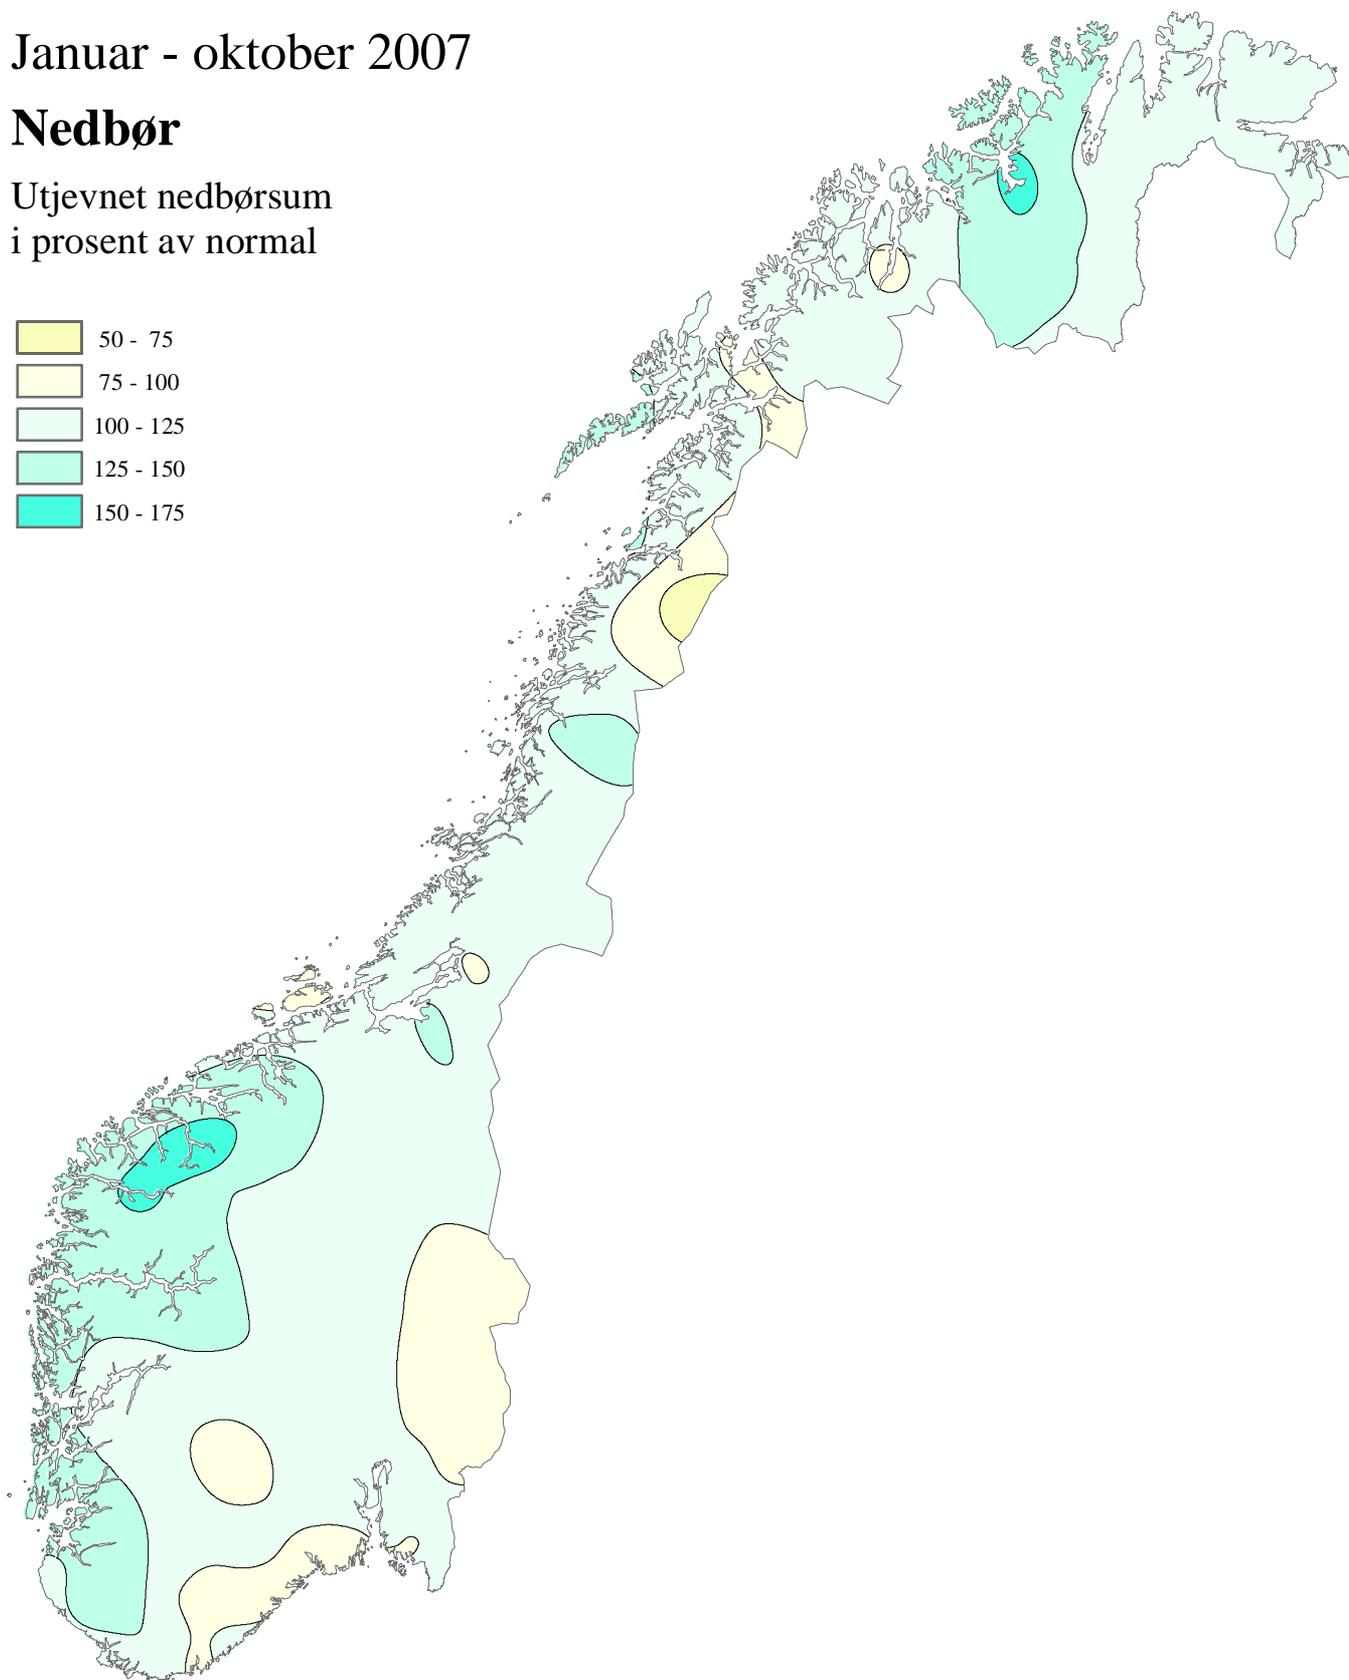 Januar - oktober 2007
Nedbør
Utjevnet nedbørsum
i prosent av normal
50 - 75
75 - 100
100 - 125
125 - 150
150 - 175